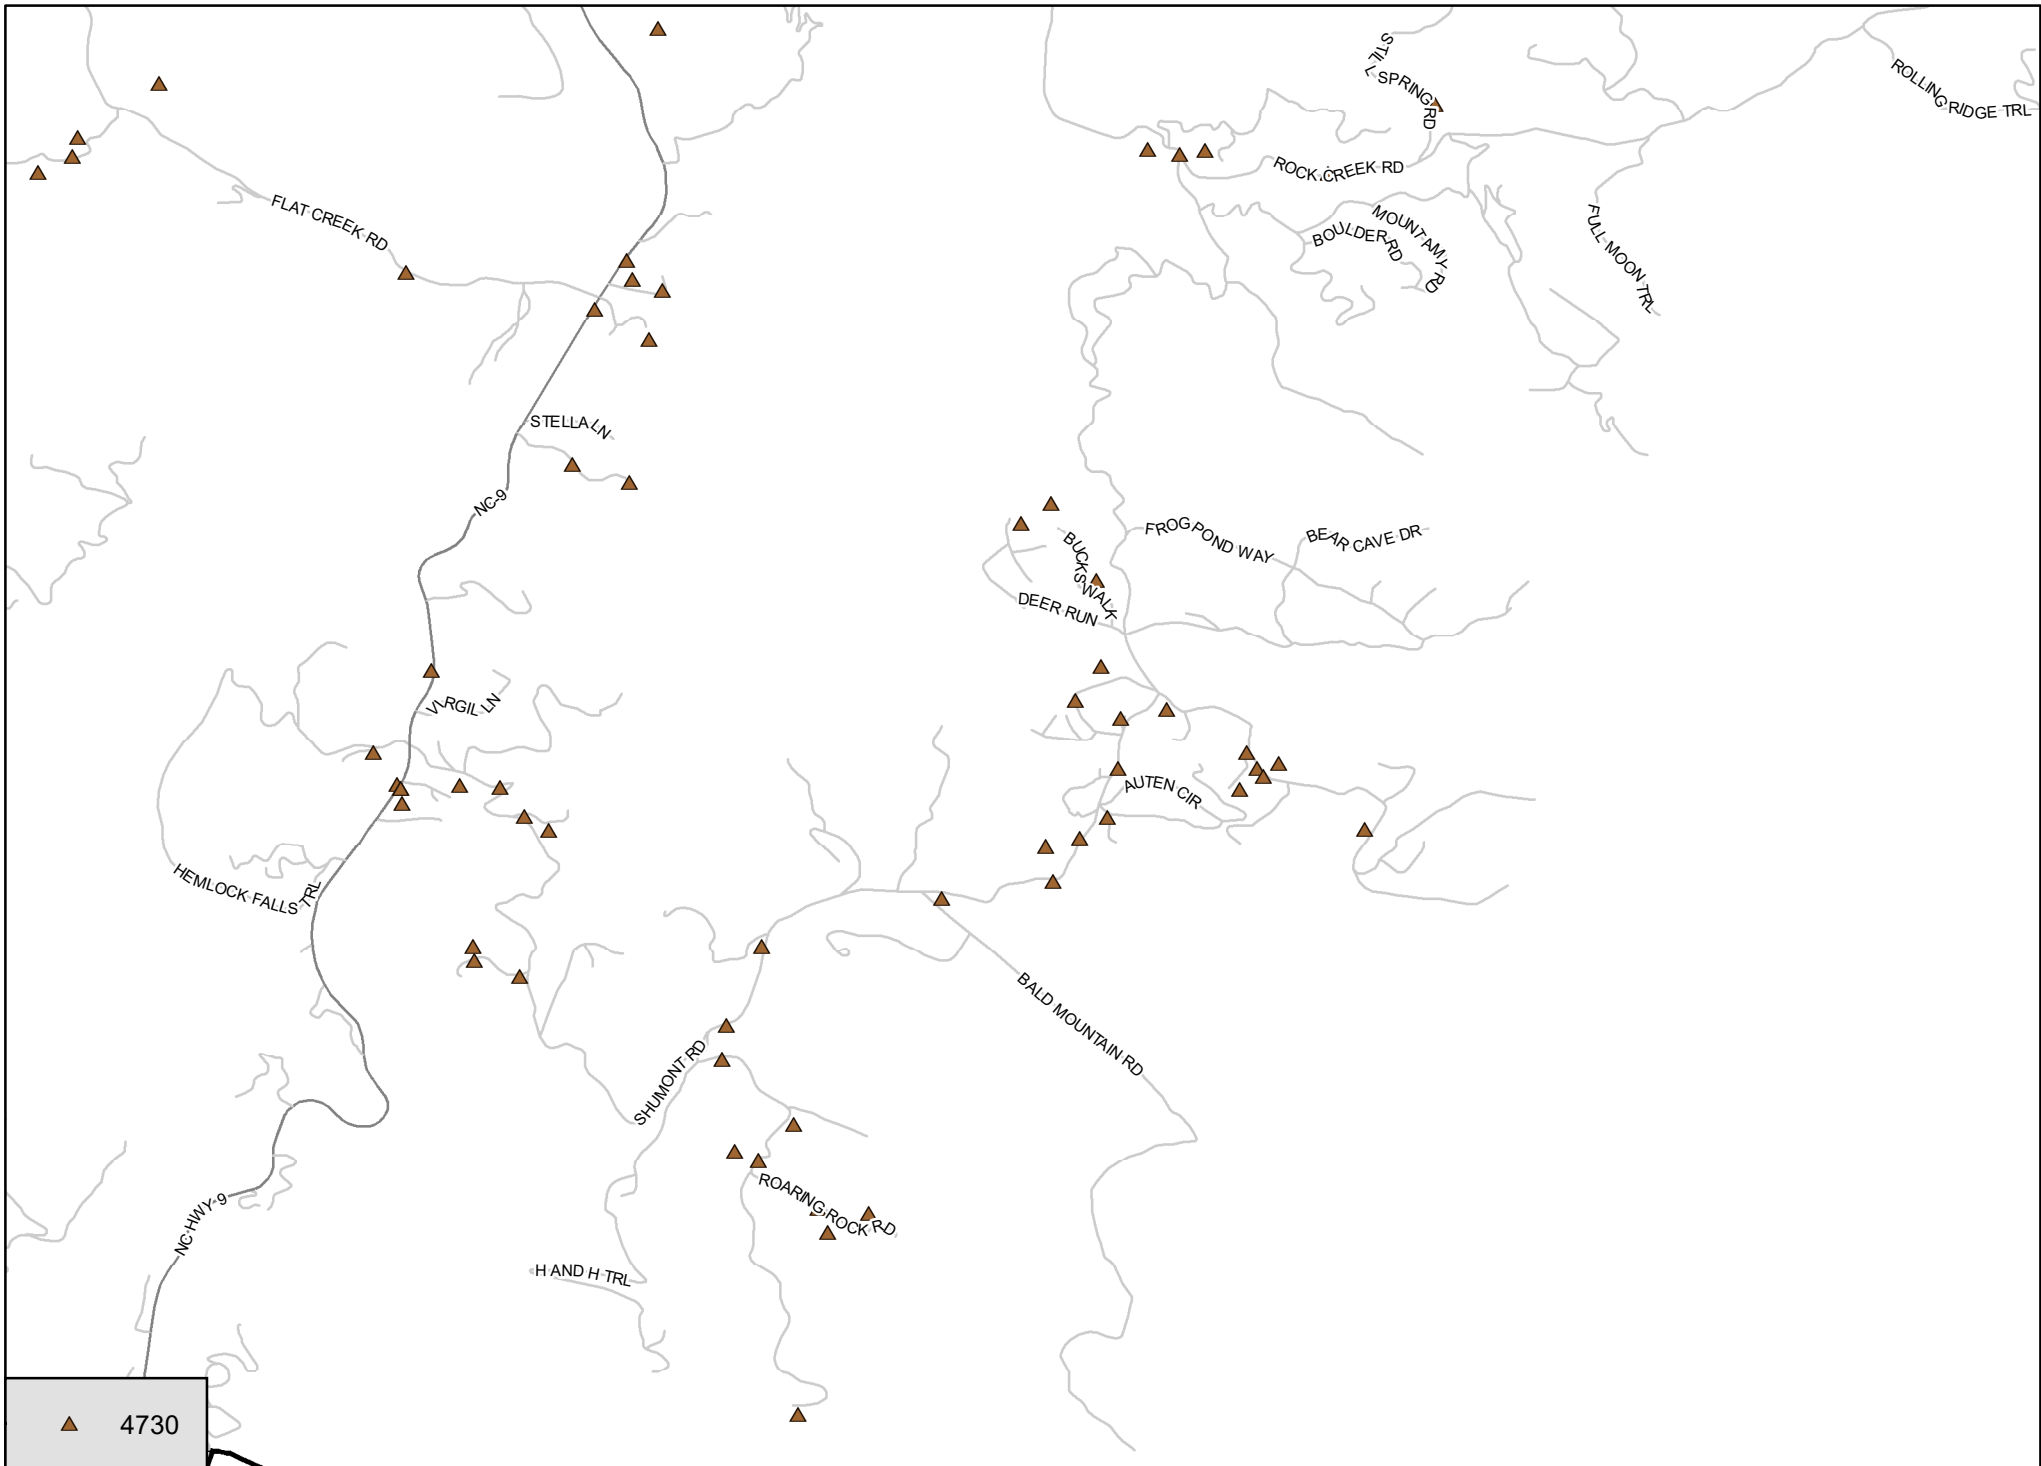 STILL SPRING RD
ROLLING RIDGE TRL
ROCK CREEK RD
FLAT CREEK RD
MOUNT AMY RD
BOULDER RD
FULL MOON TRL
STELLA LN
NC-9
FROG POND WAY
BEAR CAVE DR
BUCKS WALK
DEER RUN
VIRGIL LN
AUTEN CIR
HEMLOCK FALLS TRL
BALD MOUNTAIN RD
SHUMONT RD
ROARING ROCK RD
NC HWY 9
H AND H TRL
4730